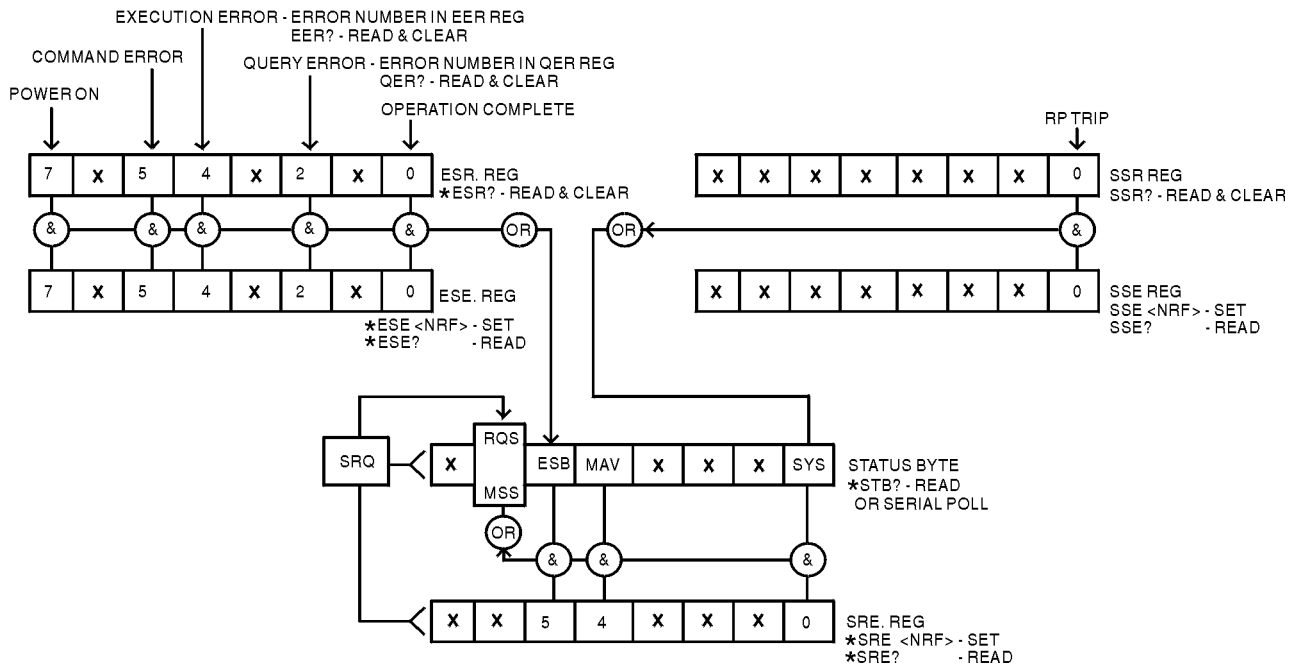 EXECUTION ERROR - ERROR NUMBER IN EER REG
EER? - READ & CLEAR
COMMAND ERROR
QUERY ERROR - ERROR NUMBER IN QER REG
QER? - READ & CLEAR
POWER ON
OPERATION COMPLETE
RP TRIP
7 X 5 4 X 2 X 0
ESR. REG
*ESR? - READ & CLEAR
X X X X X X X 0
SSR REG
SSR? - READ & CLEAR
& & & & & OR
OR &
7 X 5 4 X 2 X 0
ESE. REG
*ESE <NRF> - SET
*ESE? - READ
X X X X X X X 0
SSE REG
SSE <NRF> - SET
SSE? - READ
SRQ
X RQS MSS ESB MAV X X X SYS
STATUS BYTE
*STB? - READ
OR SERIAL POLL
OR
& & &
X X 5 4 X X X 0
SRE. REG
*SRE <NRF> - SET
*SRE? - READ